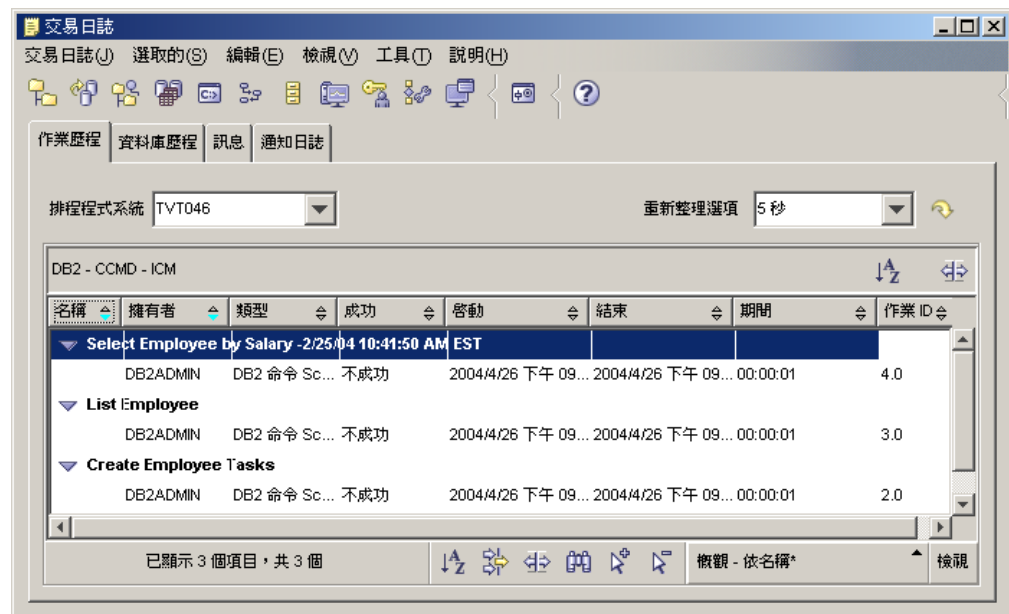 交易日誌
交易日誌(J) 選取的(S) 編輯(E) 檢視(V) 工具(T) 說明(H)
作業歷程 資料庫歷程 訊息 通知日誌
排程程式系統 TVT046 重新整理選項 5 秒
DB2 - CCMD - ICM
名稱 擁有者 類型 成功 啓動 結束 期間 作業 ID
Select Employee by Salary -2/25/04 10:41:50 AM EST
DB2ADMIN DB2 命令 Sc... 不成功 2004/4/26 下午 09... 2004/4/26 下午 09... 00:00:01 4.0
List Employee
DB2ADMIN DB2 命令 Sc... 不成功 2004/4/26 下午 09... 2004/4/26 下午 09... 00:00:01 3.0
Create Employee Tasks
DB2ADMIN DB2 命令 Sc... 不成功 2004/4/26 下午 09... 2004/4/26 下午 09... 00:00:01 2.0
已顯示 3 個項目，共 3 個 概觀 - 依名稱* 檢視